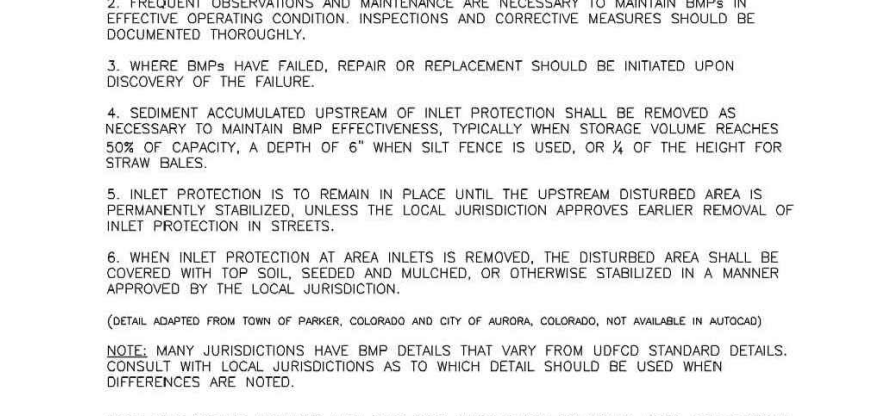 2. FREQUENT OBSERVATIONS AND MAINTENANCE ARE NECESSARY TO MAINTAIN BMPs IN
EFFECTIVE OPERATING CONDITION. INSPECTIONS AND CORRECTIVE MEASURES SHOULD BE
DOCUMENTED THOROUGHLY.
3. WHERE BMPs HAVE FAILED, REPAIR OR REPLACEMENT SHOULD BE INITIATED UPON
DISCOVERY OF THE FAILURE.
4. SEDIMENT ACCUMULATED UPSTREAM OF INLET PROTECTION SHALL BE REMOVED AS
NECESSARY TO MAINTAIN BMP EFFECTIVENESS, TYPICALLY WHEN STORAGE VOLUME REACHES
50% OF CAPACITY, A DEPTH OF 6" WHEN SILT FENCE IS USED, OR ¼ OF THE HEIGHT FOR
STRAW BALES.
5. INLET PROTECTION IS TO REMAIN IN PLACE UNTIL THE UPSTREAM DISTURBED AREA IS
PERMANENTLY STABILIZED, UNLESS THE LOCAL JURISDICTION APPROVES EARLIER REMOVAL OF
INLET PROTECTION IN STREETS.
6. WHEN INLET PROTECTION AT AREA INLETS IS REMOVED, THE DISTURBED AREA SHALL BE
COVERED WITH TOP SOIL, SEEDED AND MULCHED, OR OTHERWISE STABILIZED IN A MANNER
APPROVED BY THE LOCAL JURISDICTION.
(DETAIL ADAPTED FROM TOWN OF PARKER, COLORADO AND CITY OF AURORA, COLORADO, NOT AVAILABLE IN AUTOCAD)
NOTE: MANY JURISDICTIONS HAVE BMP DETAILS THAT VARY FROM UDFCD STANDARD DETAILS.
CONSULT WITH LOCAL JURISDICTIONS AS TO WHICH DETAIL SHOULD BE USED WHEN
DIFFERENCES ARE NOTED.